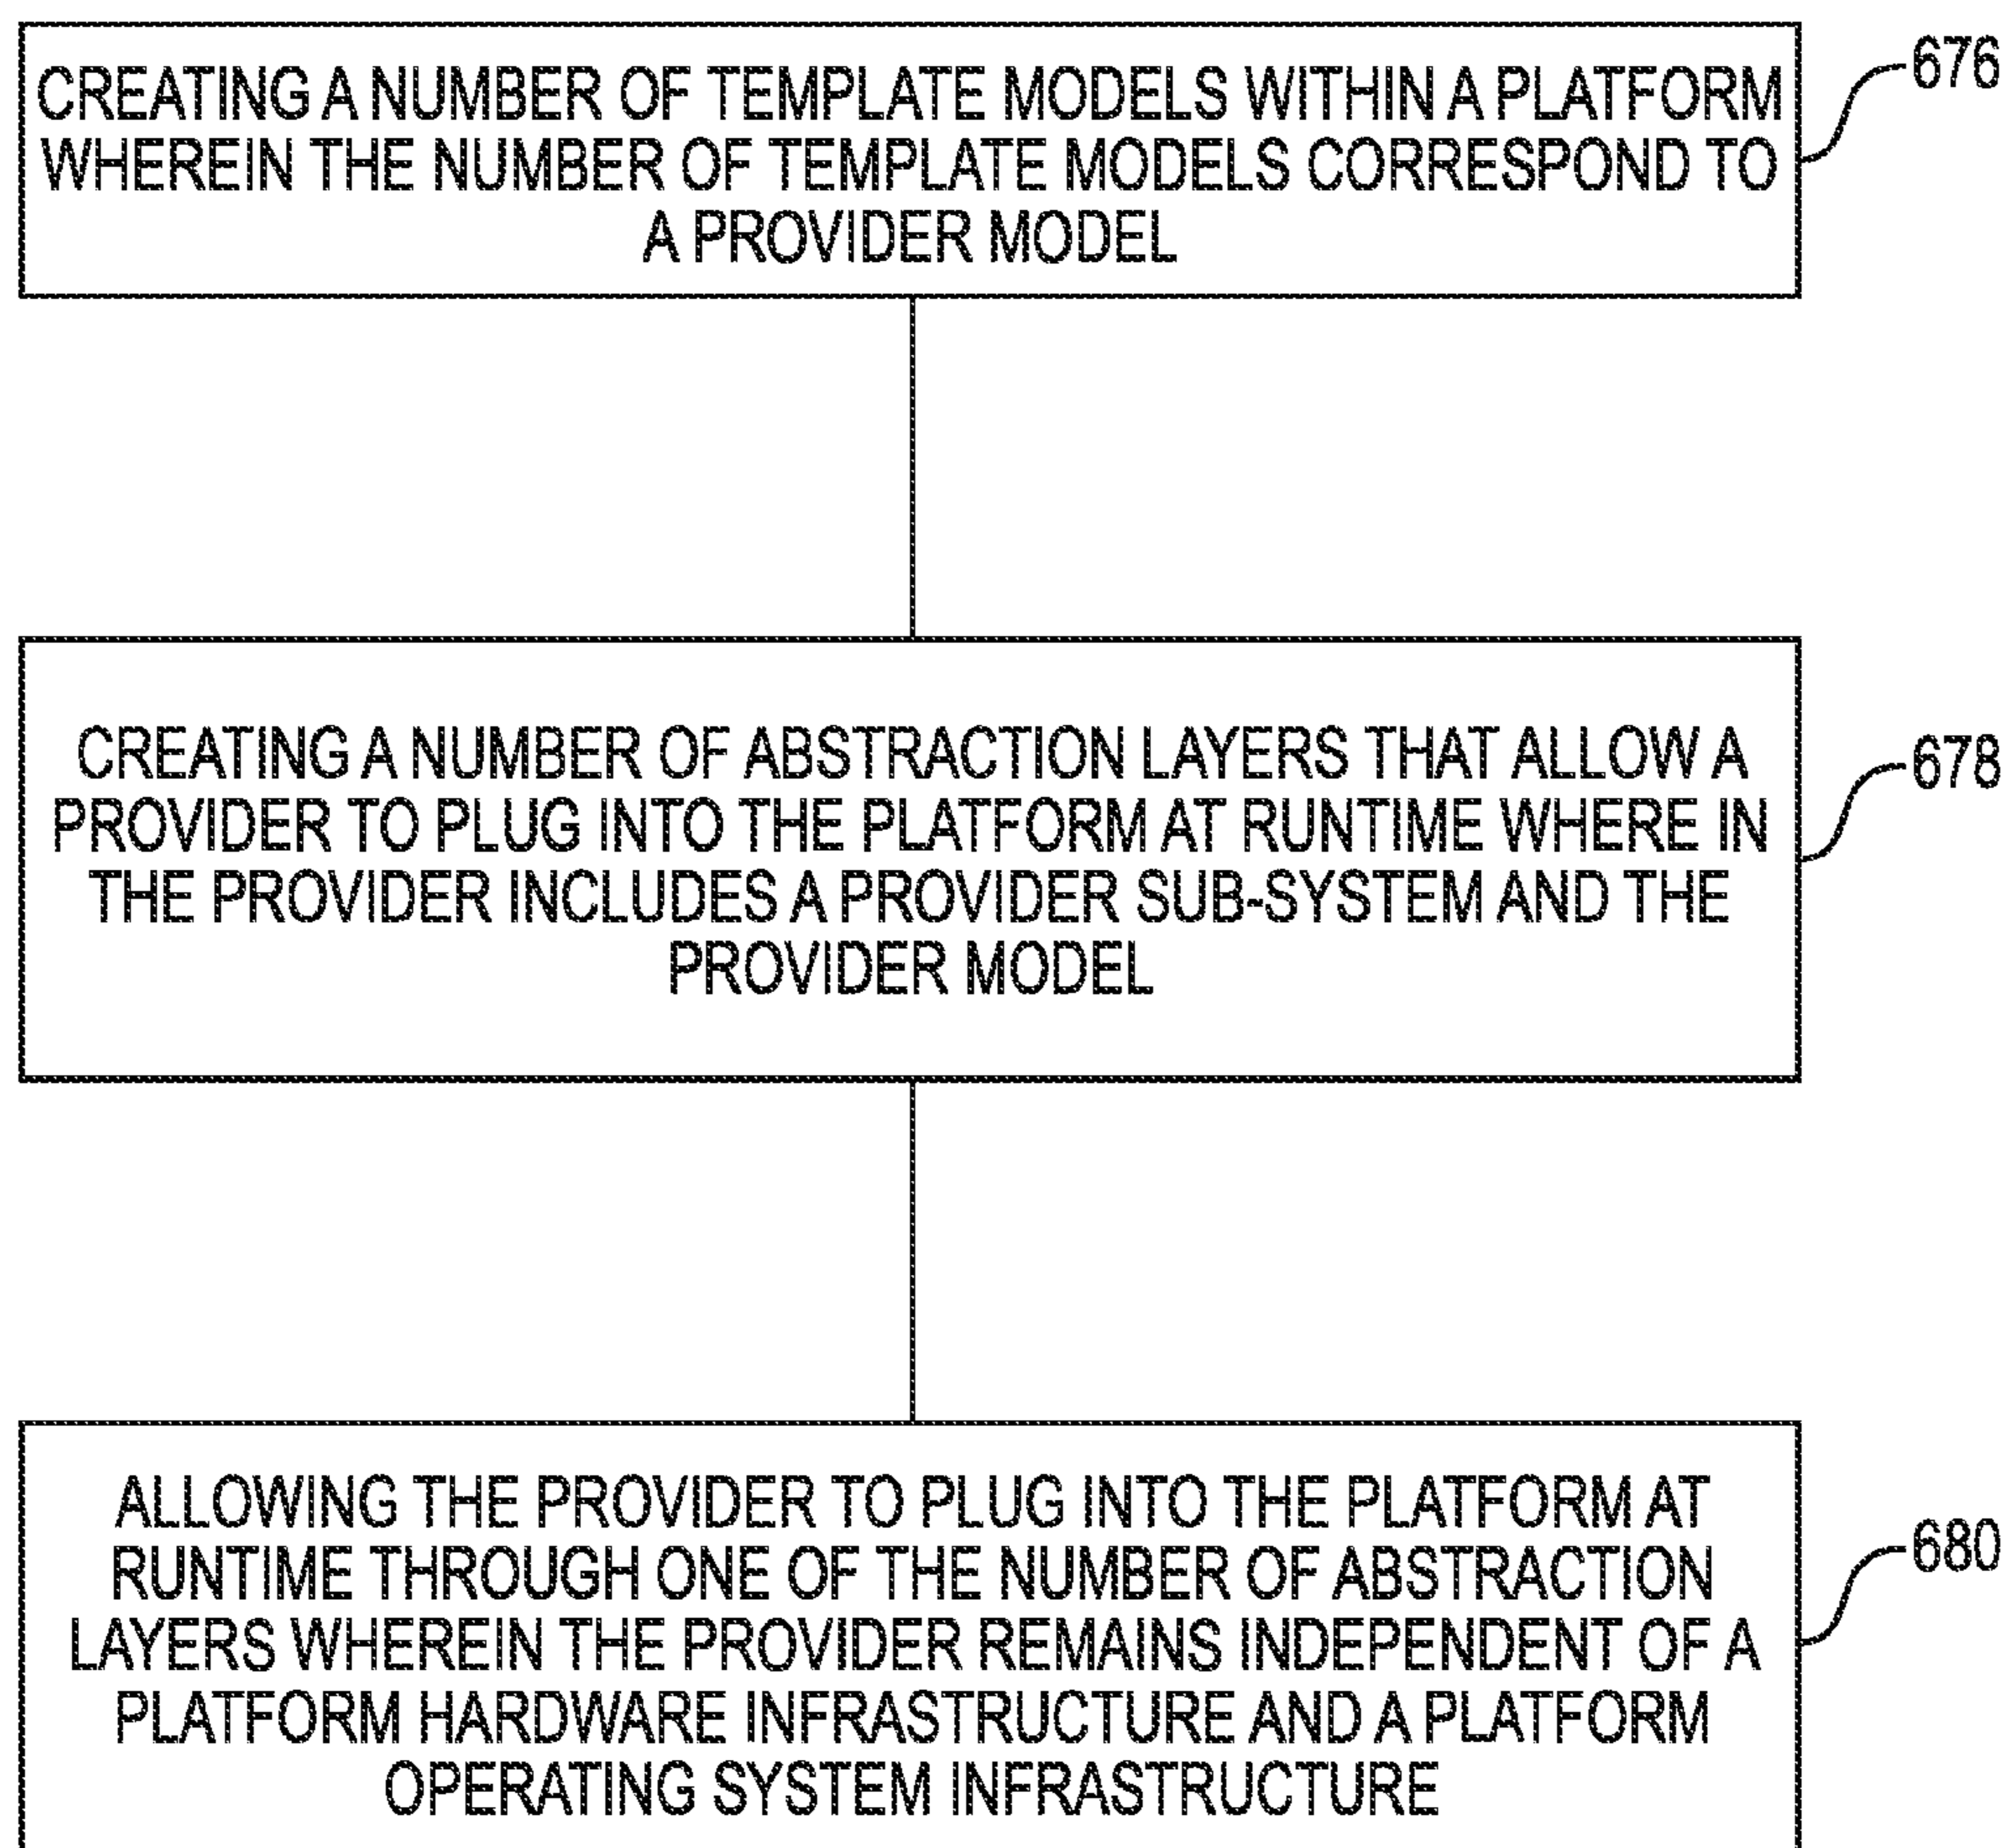 CREATING A NUMBER OF TEMPLATE MODELS WITHIN A PLATFORM
WHEREIN THE NUMBER OF TEMPLATE MODELS CORRESPOND TO
A PROVIDER MODEL
676
CREATING A NUMBER OF ABSTRACTION LAYERS THAT ALLOW A
PROVIDER TO PLUG INTO THE PLATFORM AT RUNTIME WHERE IN
THE PROVIDER INCLUDES A PROVIDER SUB-SYSTEM AND THE
PROVIDER MODEL
678
ALLOWING THE PROVIDER TO PLUG INTO THE PLATFORM AT
RUNTIME THROUGH ONE OF THE NUMBER OF ABSTRACTION
LAYERS WHEREIN THE PROVIDER REMAINS INDEPENDENT OF A
PLATFORM HARDWARE INFRASTRUCTURE AND A PLATFORM
OPERATING SYSTEM INFRASTRUCTURE
680